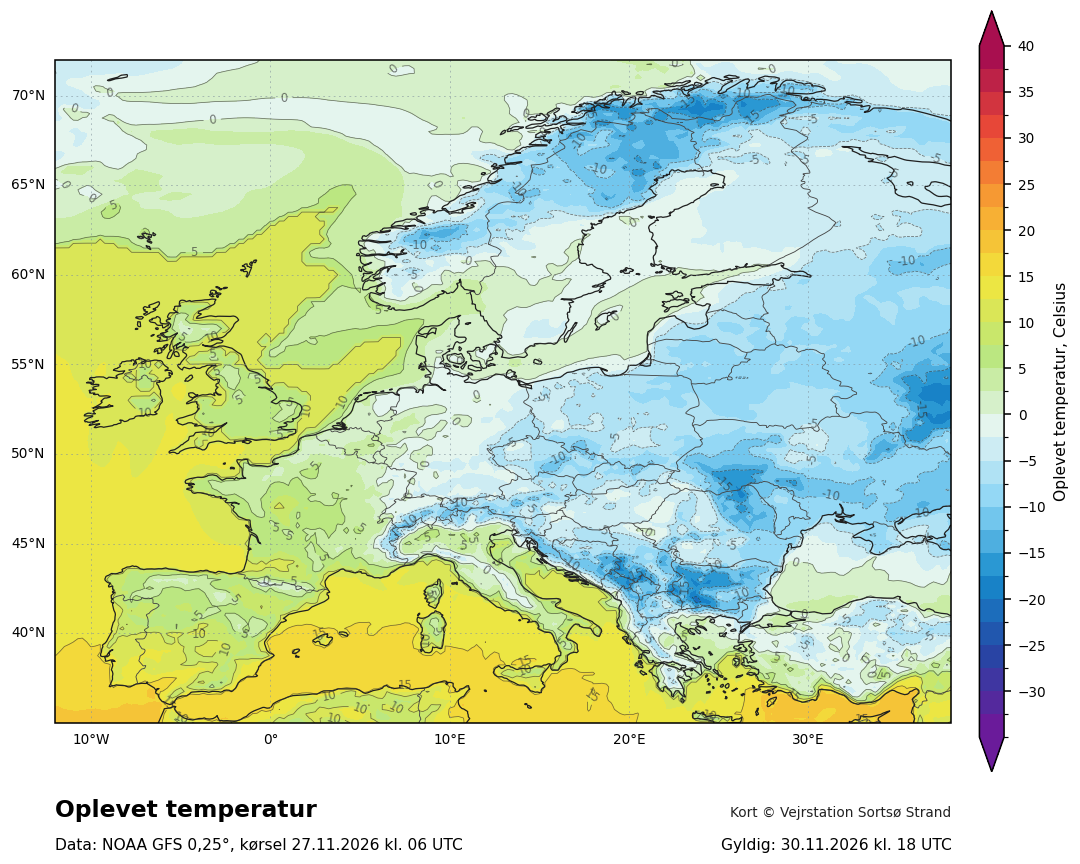 70°N
65°N
60°N
55°N
50°N
45°N
40°N
10°W
0°
10°E
20°E
30°E
40
35
30
25
20
15
10
5
0
−5
−10
−15
−20
−25
−30
Oplevet temperatur, Celsius
Oplevet temperatur
Kort © Vejrstation Sortsø Strand
Data: NOAA GFS 0,25°, kørsel 27.11.2026 kl. 06 UTC
Gyldig: 30.11.2026 kl. 18 UTC